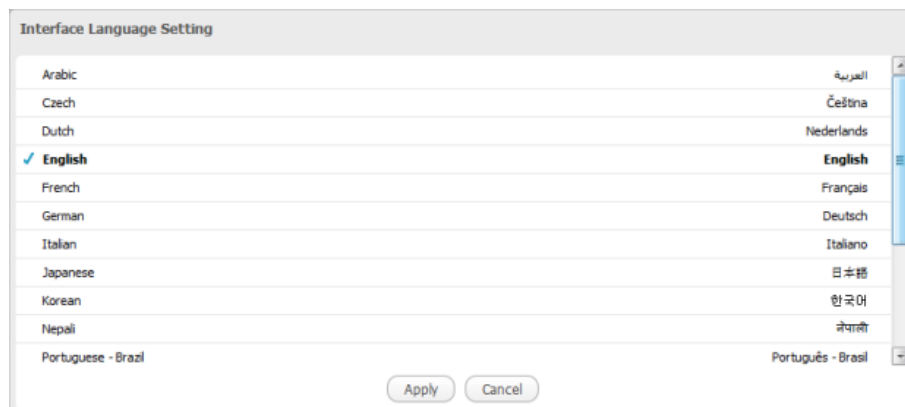 Interface Language Setting
Arabic العربية
Czech Čeština
Dutch Nederlands
English English
French Français
German Deutsch
Italian Italiano
Japanese 日本語
Korean 한국어
Nepali नेपाली
Portuguese - Brazil Português - Brasil
Apply Cancel